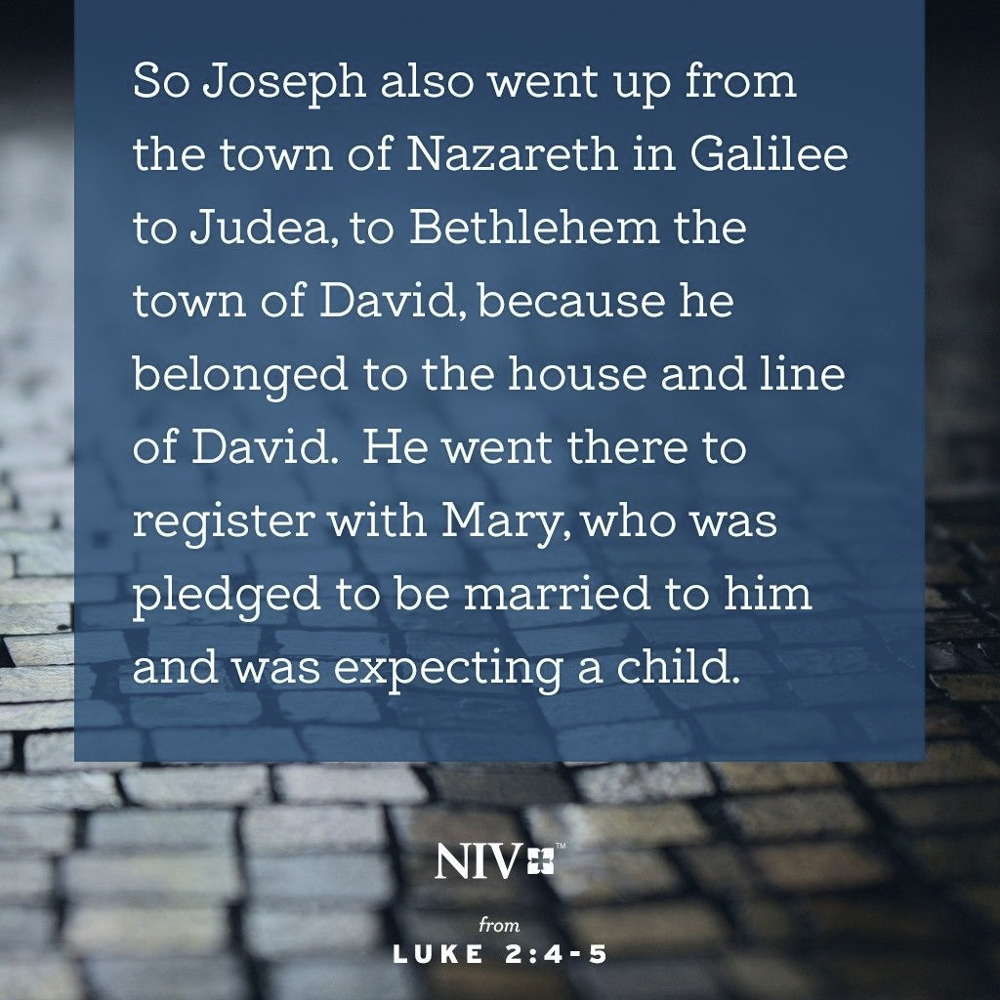 So Joseph also went up from
the town of Nazareth in Galilee
to Judea, to Bethlehem the
town of David, because he
belonged to the house and line
of David.  He went there to
register with Mary, who was
pledged to be married to him
and was expecting a child.
NIV™
from
LUKE 2:4-5